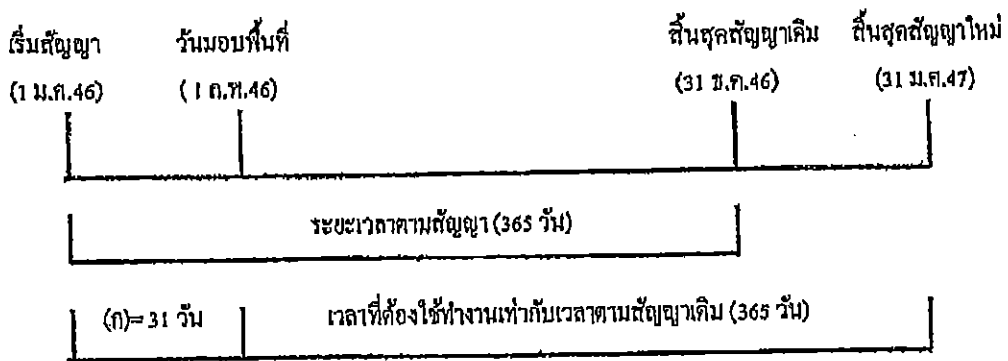 เริ่มสัญญา วันมอบพื้นที่ สิ้นสุดสัญญาเดิม สิ้นสุดสัญญาใหม่
(1 ม.ค.46) (1 ก.พ.46) (31 ธ.ค.46) (31 ม.ค.47)
ระยะเวลาตามสัญญา (365 วัน)
(ก)= 31 วัน เวลาที่ต้องใช้ทำงานเท่ากับเวลาตามสัญญาเดิม (365 วัน)